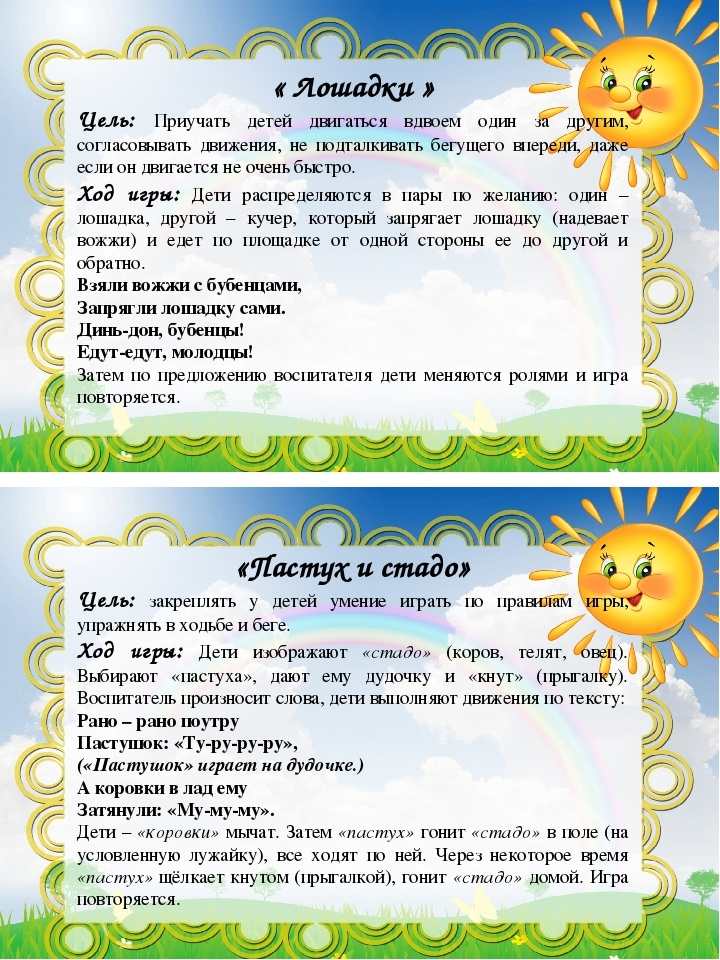 « Лошадки »
Цель: Приучать детей двигаться вдвоем один за другим,
согласовывать движения, не подталкивать бегущего впереди, даже
если он двигается не очень быстро.
Ход игры: Дети распределяются в пары по желанию: один –
лошадка, другой – кучер, который запрягает лошадку (надевает
вожжи) и едет по площадке от одной стороны ее до другой и
обратно.
Взяли вожжи с бубенцами,
Запрягли лошадку сами.
Динь-дон, бубенцы!
Едут-едут, молодцы!
Затем по предложению воспитателя дети меняются ролями и игра
повторяется.
«Пастух и стадо»
Цель: закреплять у детей умение играть по правилам игры,
упражнять в ходьбе и беге.
Ход игры: Дети изображают «стадо» (коров, телят, овец).
Выбирают «пастуха», дают ему дудочку и «кнут» (прыгалку).
Воспитатель произносит слова, дети выполняют движения по тексту:
Рано – рано поутру
Пастушок: «Ту-ру-ру-ру»,
(«Пастушок» играет на дудочке.)
А коровки в лад ему
Затянули: «Му-му-му».
Дети – «коровки» мычат. Затем «пастух» гонит «стадо» в поле (на
условленную лужайку), все ходят по ней. Через некоторое время
«пастух» щёлкает кнутом (прыгалкой), гонит «стадо» домой. Игра
повторяется.